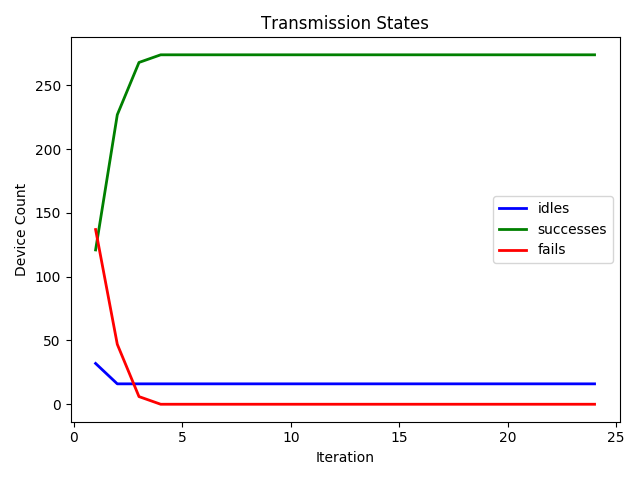 Transmission States
Device Count
250
200
150
100
50
0
idles
successes
fails
0 5 10 15 20 25
Iteration